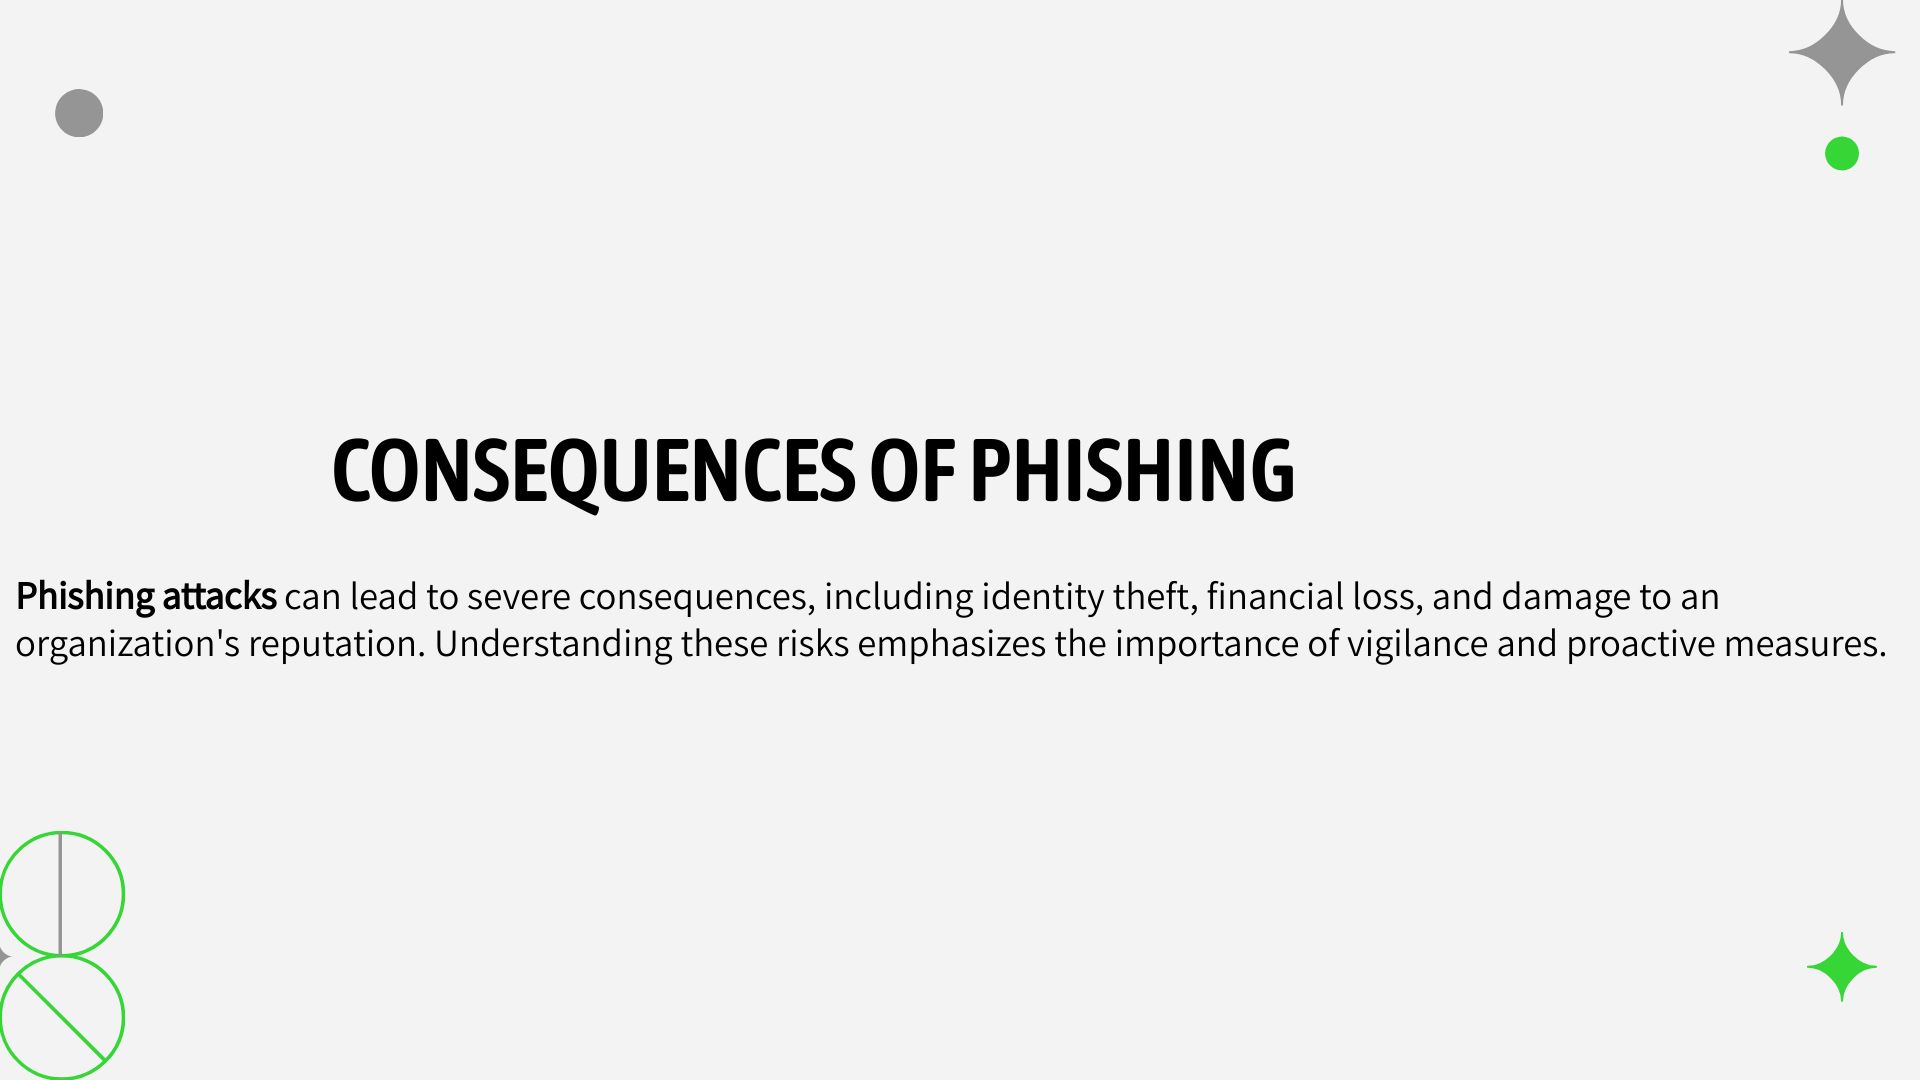 CONSEQUENCES OF PHISHING
Phishing attacks can lead to severe consequences, including identity theft, financial loss, and damage to an
organization's reputation. Understanding these risks emphasizes the importance of vigilance and proactive measures.